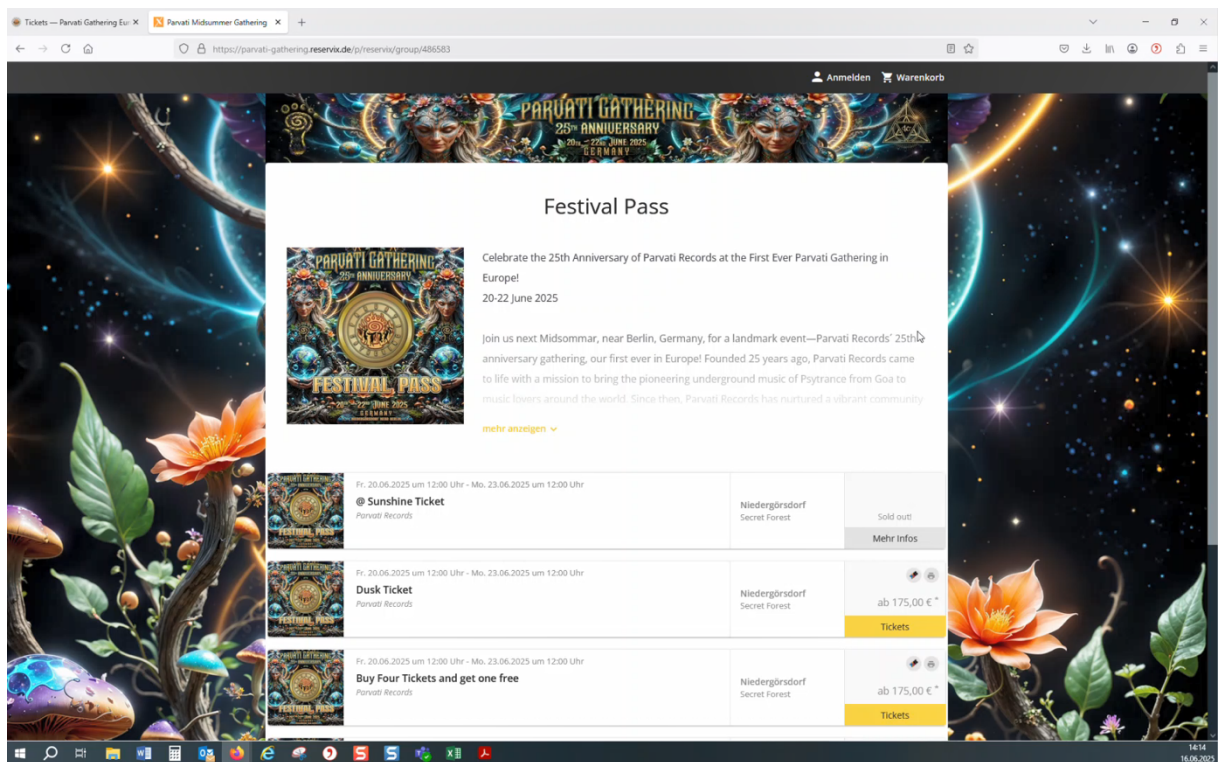 Tickets — Parvati Gathering Eur
Parvati Midsummer Gathering
https://parvati-gathering.reservix.de/p/reservix/group/486583
Anmelden
Warenkorb
PARVATI GATHERING
25TH ANNIVERSARY
20TH - 22ND JUNE 2025
GERMANY
Festival Pass
PARVATI GATHERING
25TH ANNIVERSARY
FESTIVAL PASS
20TH - 22ND JUNE 2025
GERMANY
Celebrate the 25th Anniversary of Parvati Records at the First Ever Parvati Gathering in
Europe!
20-22 June 2025
Join us next Midsommar, near Berlin, Germany, for a landmark event—Parvati Records´ 25th
anniversary gathering, our first ever in Europe! Founded 25 years ago, Parvati Records came
to life with a mission to bring the pioneering underground music of Psytrance from Goa to
music lovers around the world. Since then, Parvati Records has nurtured a vibrant community
mehr anzeigen
Fr. 20.06.2025 um 12:00 Uhr - Mo. 23.06.2025 um 12:00 Uhr
@ Sunshine Ticket
Parvati Records
Niedergörsdorf
Secret Forest
Sold out!
Mehr Infos
Fr. 20.06.2025 um 12:00 Uhr - Mo. 23.06.2025 um 12:00 Uhr
Dusk Ticket
Parvati Records
Niedergörsdorf
Secret Forest
ab 175,00 € *
Tickets
Fr. 20.06.2025 um 12:00 Uhr - Mo. 23.06.2025 um 12:00 Uhr
Buy Four Tickets and get one free
Parvati Records
Niedergörsdorf
Secret Forest
ab 175,00 € *
Tickets
14:14
16.06.2025